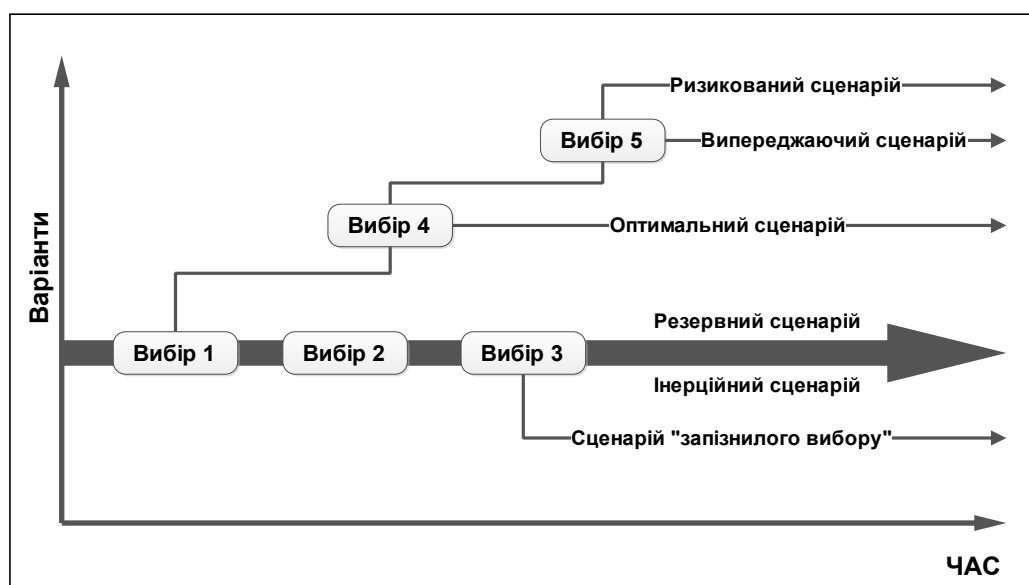 Ризикований сценарій
Вибір 5
Випереджаючий сценарій
Вибір 4
Оптимальний сценарій
Варіанти
Вибір 1
Вибір 2
Вибір 3
Резервний сценарій
Інерційний сценарій
Сценарій "запізнилого вибору"
ЧАС